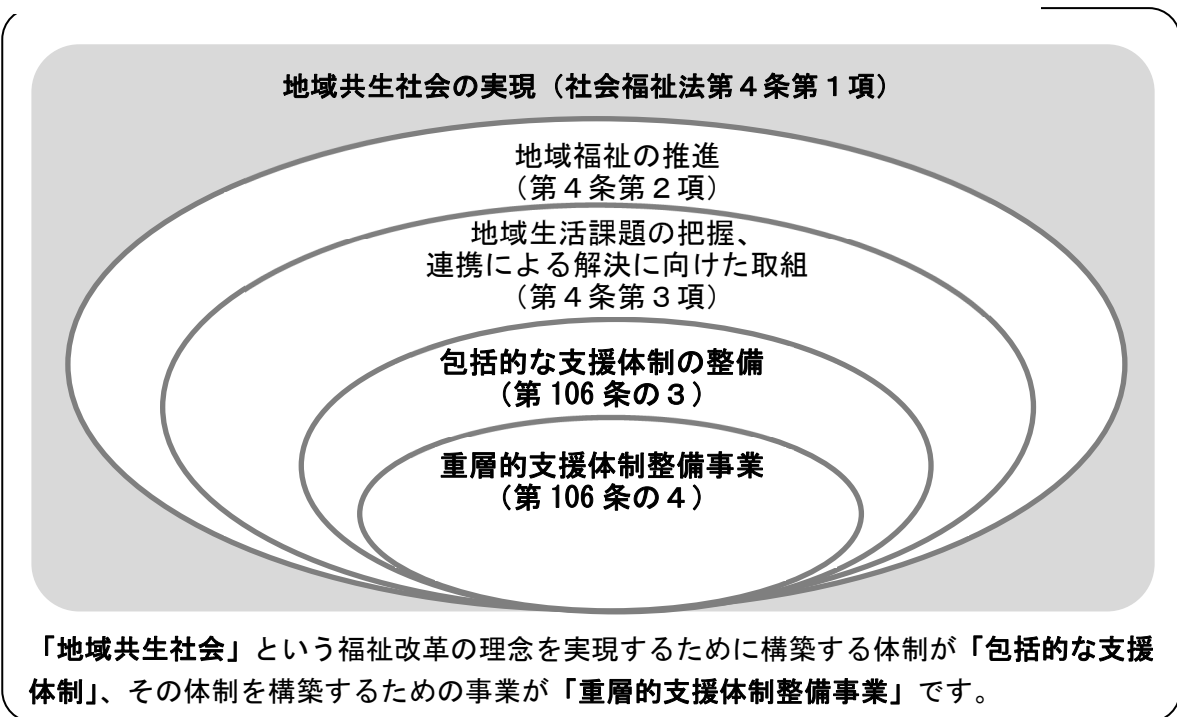 地域共生社会の実現（社会福祉法第４条第１項）
地域福祉の推進
（第４条第２項）
地域生活課題の把握、
連携による解決に向けた取組
（第４条第３項）
包括的な支援体制の整備
（第 106 条の３）
重層的支援体制整備事業
（第 106 条の４）
「地域共生社会」という福祉改革の理念を実現するために構築する体制が「包括的な支援
体制」、その体制を構築するための事業が「重層的支援体制整備事業」です。